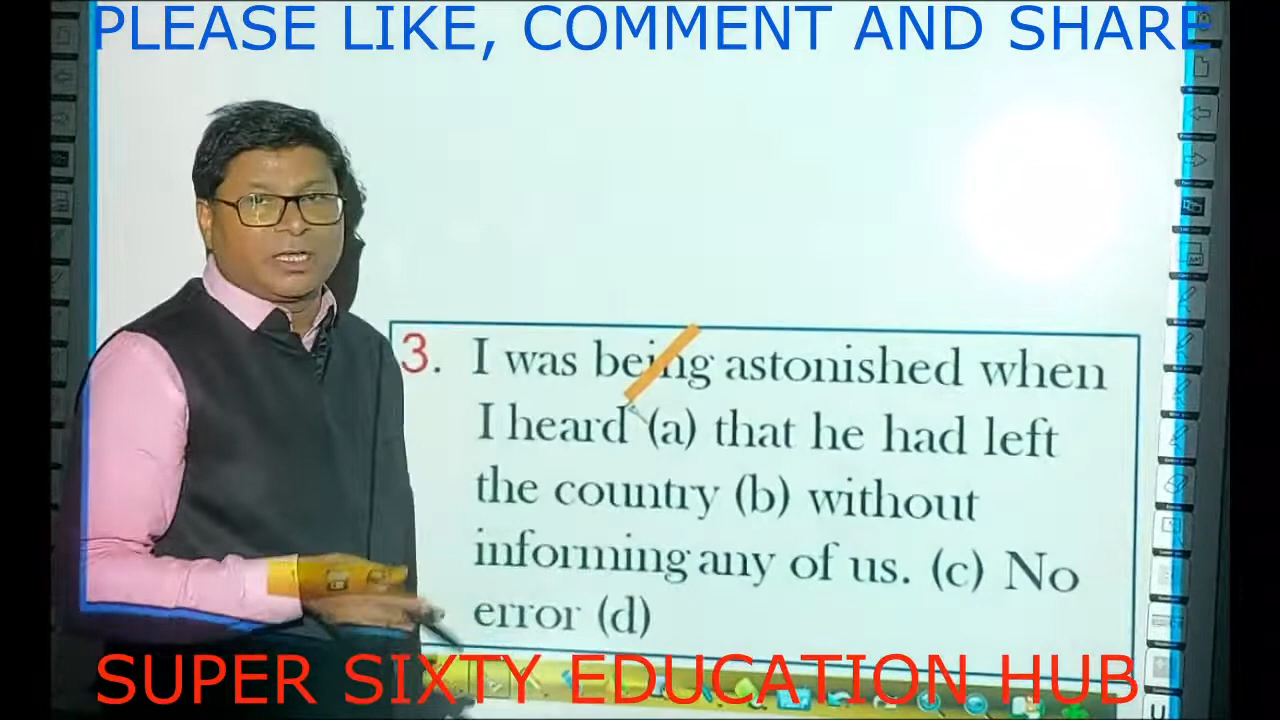 PLEASE LIKE, COMMENT AND SHARE
3. I was being astonished when
I heard (a) that he had left
the country (b) without
informing any of us. (c) No
error (d)
SUPER SIXTY EDUCATION HUB